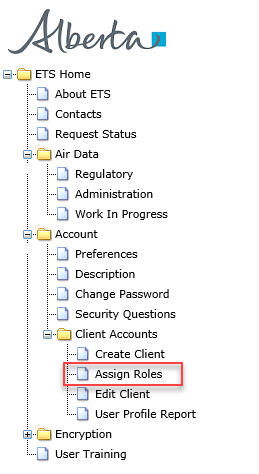 Alberta
ETS Home
About ETS
Contacts
Request Status
Air Data
Regulatory
Administration
Work In Progress
Account
Preferences
Description
Change Password
Security Questions
Client Accounts
Create Client
Assign Roles
Edit Client
User Profile Report
Encryption
User Training